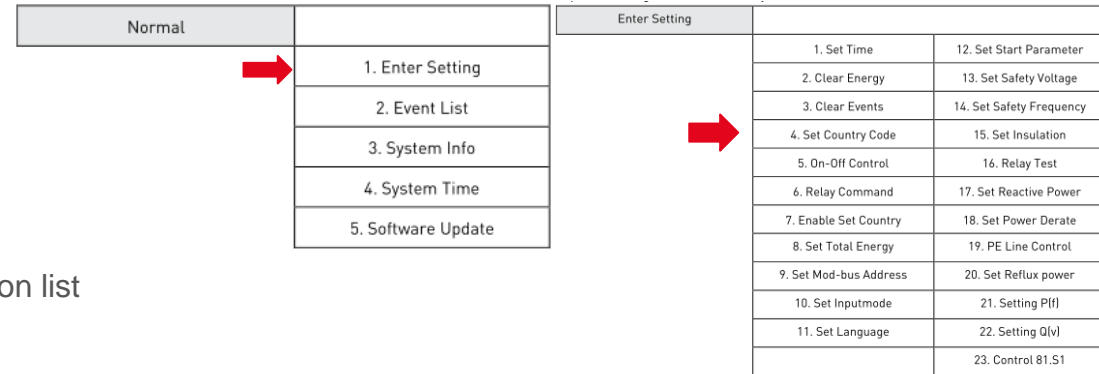 Normal
1. Enter Setting
2. Event List
3. System Info
4. System Time
5. Software Update
on list
Enter Setting
1. Set Time
2. Clear Energy
3. Clear Events
4. Set Country Code
5. On-Off Control
6. Relay Command
7. Enable Set Country
8. Set Total Energy
9. Set Mod-bus Address
10. Set Inputmode
11. Set Language
12. Set Start Parameter
13. Set Safety Voltage
14. Set Safety Frequency
15. Set Insulation
16. Relay Test
17. Set Reactive Power
18. Set Power Derate
19. PE Line Control
20. Set Reflux power
21. Setting P(f)
22. Setting Q(v)
23. Control 81.S1